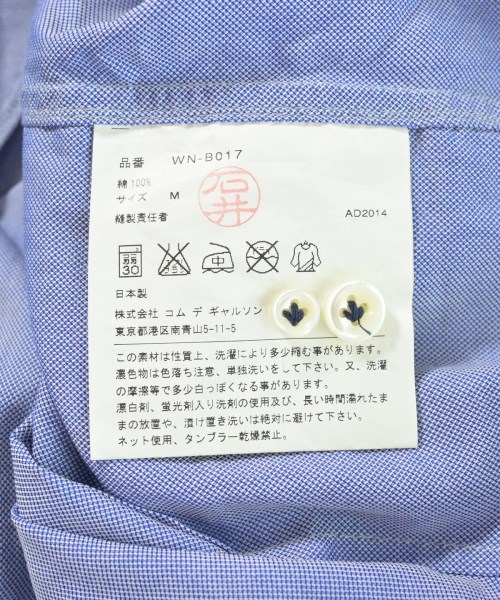 品番 WN-B017
綿 100%
サイズ M
石井
縫製責任者
AD2014
30
日本製
株式会社 コム デ ギャルソン
東京都港区南青山5-11-5
この素材は性質上、洗濯により多少縮む事があります。
濃色物は色落ち注意、単独洗いをして下さい。又、洗濯
の摩擦等で多少白っぽくなる事があります。
漂白剤、蛍光剤入り洗剤の使用及び、長い時間濡れたま
まの放置や、漬け置き洗いは絶対に避けて下さい。
ネット使用、タンブラー乾燥禁止。